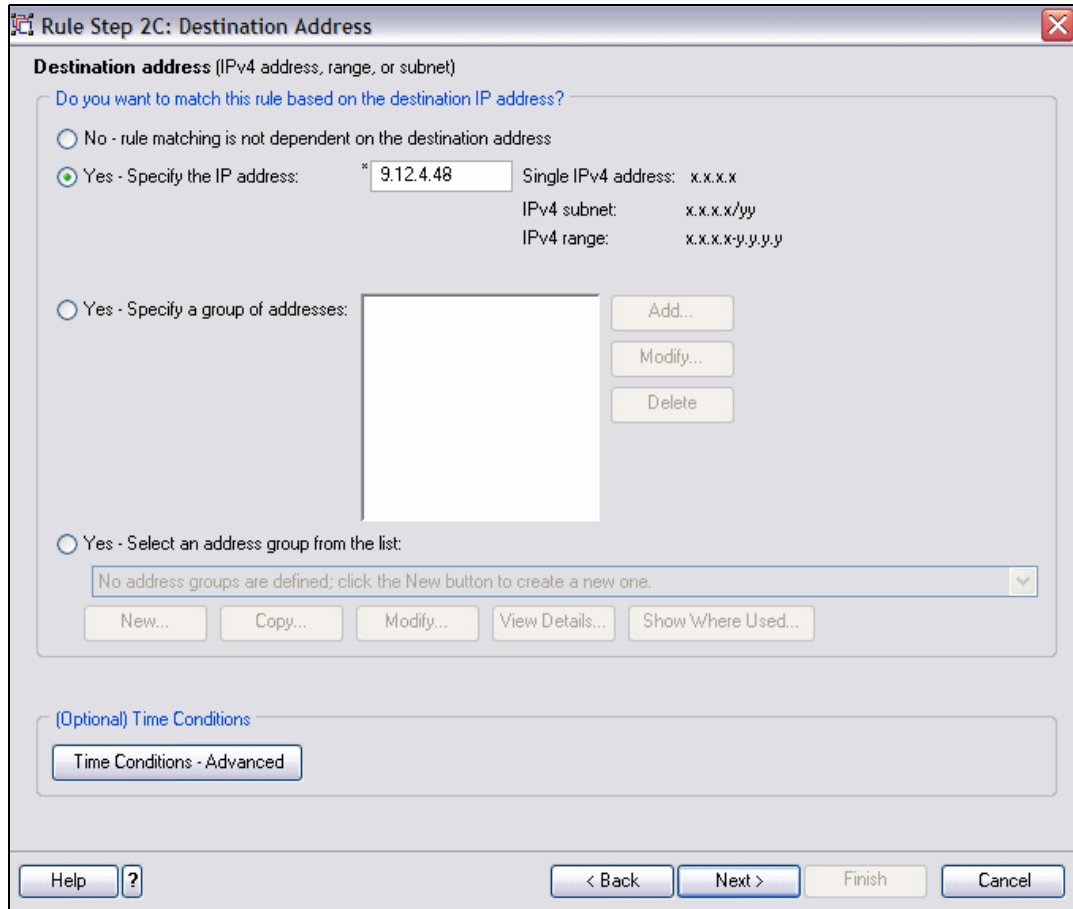 Rule Step 2C: Destination Address
Destination address (IPv4 address, range, or subnet)
Do you want to match this rule based on the destination IP address?
No - rule matching is not dependent on the destination address
Yes - Specify the IP address: * 9.12.4.48 Single IPv4 address: x.x.x.x
IPv4 subnet: x.x.x.x/yy
IPv4 range: x.x.x.x-y.y.y.y
Yes - Specify a group of addresses: Add...
Modify...
Delete
Yes - Select an address group from the list:
No address groups are defined; click the New button to create a new one.
New... Copy... Modify... View Details... Show Where Used...
(Optional) Time Conditions
Time Conditions - Advanced
Help ? < Back Next > Finish Cancel